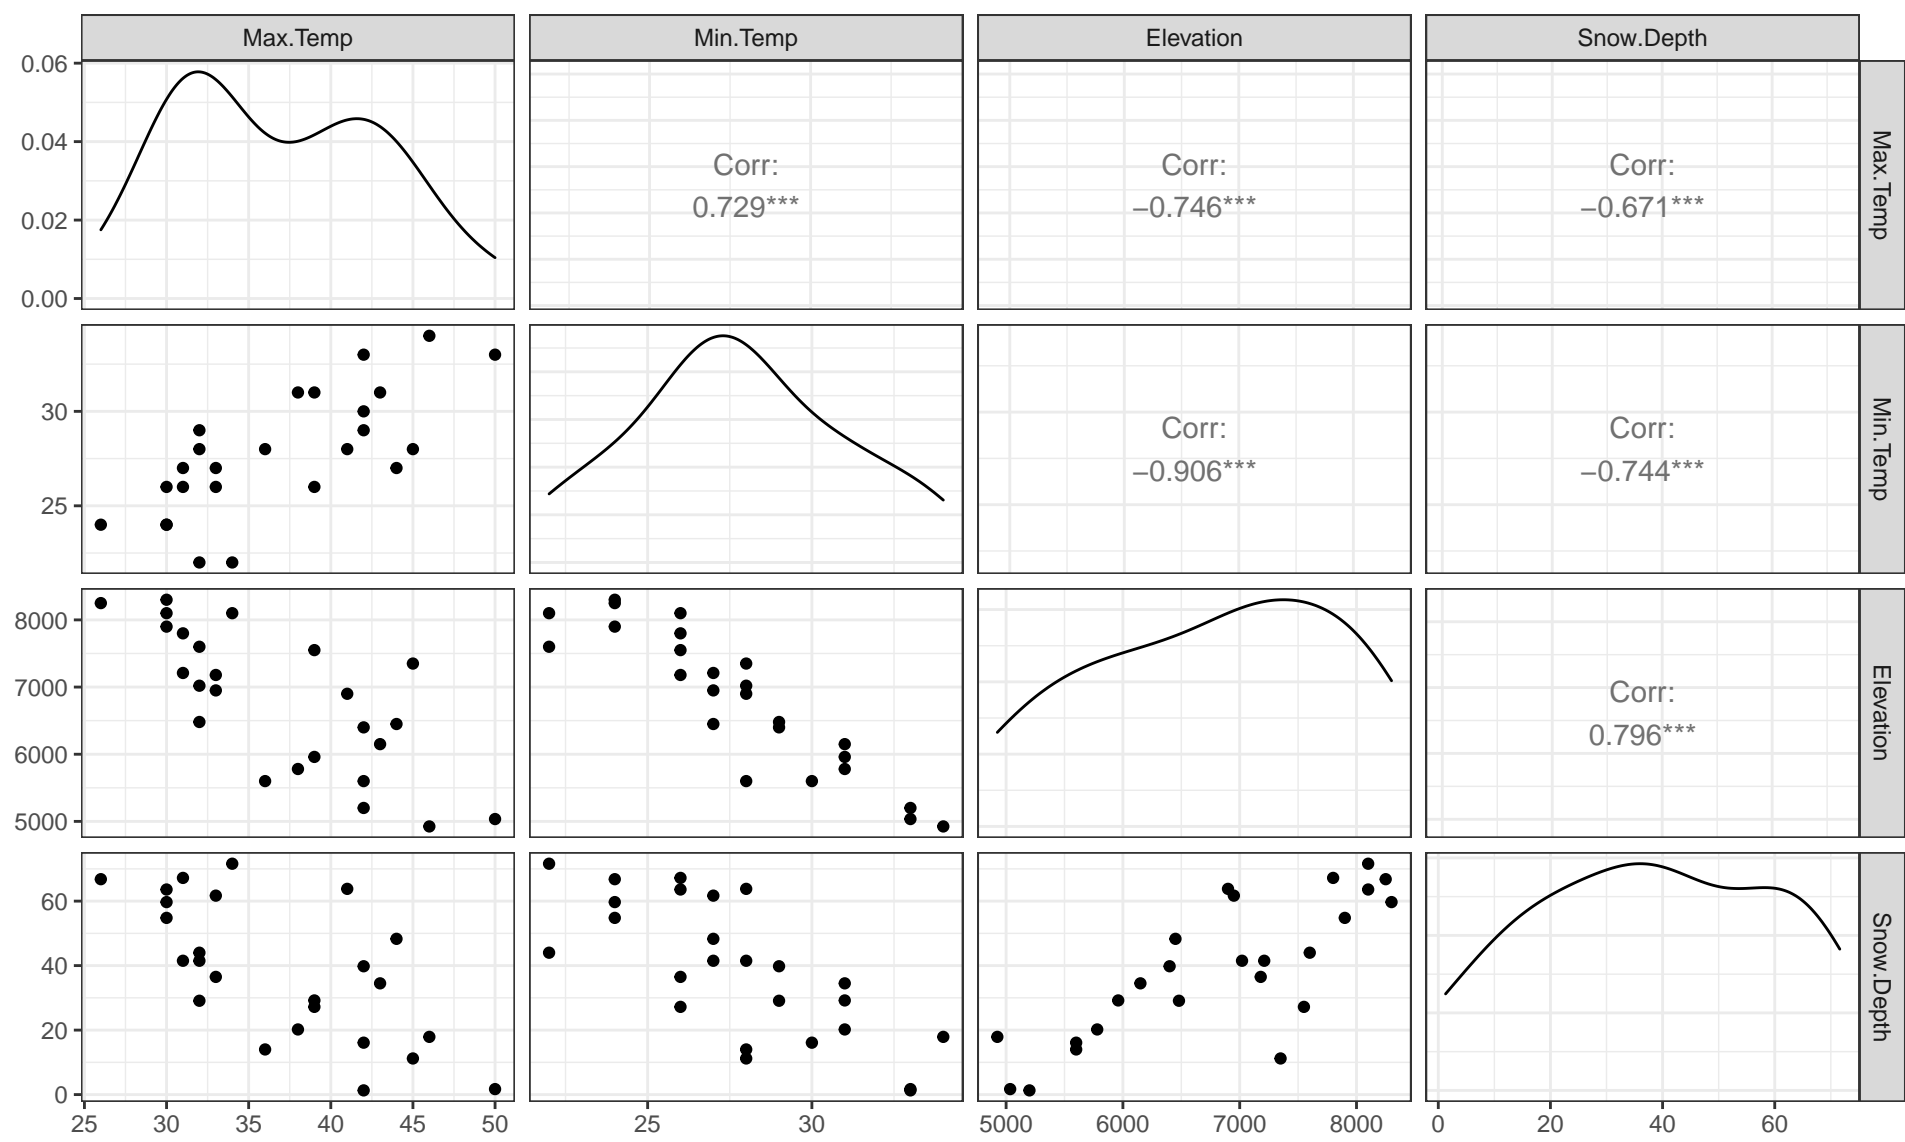 Max.Temp
Min.Temp
Elevation
Snow.Depth
0.06
0.04
0.02
0.00
Corr:
0.729***
Corr:
−0.746***
Corr:
−0.671***
Max.Temp
30
25
Corr:
−0.906***
Corr:
−0.744***
Min.Temp
8000
7000
6000
5000
Corr:
0.796***
Elevation
60
40
20
0
Snow.Depth
25 30 35 40 45 50
25 30
5000 6000 7000 8000
0 20 40 60